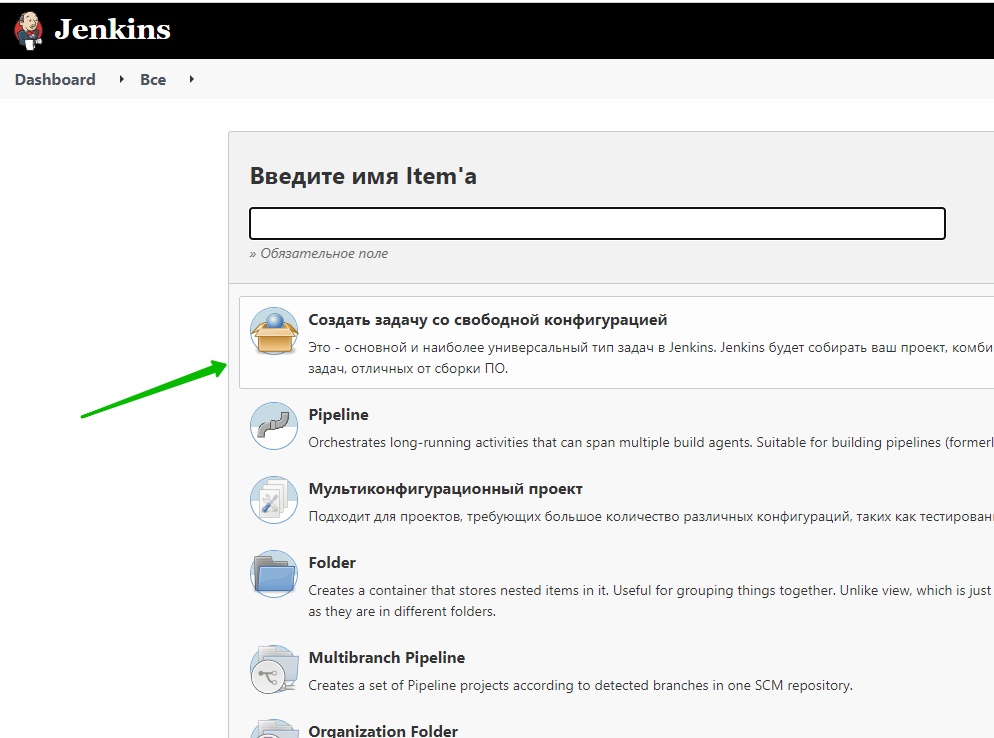 Jenkins
Dashboard
Все
Введите имя Item'а
» Обязательное поле
Создать задачу со свободной конфигурацией
Это - основной и наиболее универсальный тип задач в Jenkins. Jenkins будет собирать ваш проект, комби
задач, отличных от сборки ПО.
Pipeline
Orchestrates long-running activities that can span multiple build agents. Suitable for building pipelines (formerl
Мультиконфигурационный проект
Подходит для проектов, требующих большое количество различных конфигураций, таких как тестирован
Folder
Creates a container that stores nested items in it. Useful for grouping things together. Unlike view, which is just
as they are in different folders.
Multibranch Pipeline
Creates a set of Pipeline projects according to detected branches in one SCM repository.
Organization Folder